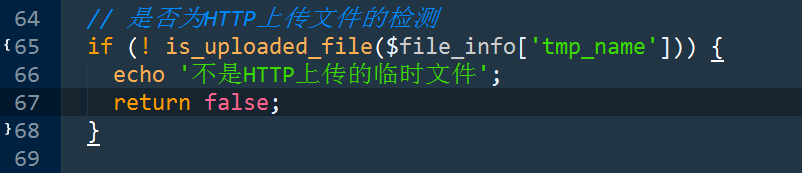 64 // 是否为HTTP上传文件的检测
65 if (! is_uploaded_file($file_info['tmp_name'])) {
66 echo '不是HTTP上传的临时文件';
67 return false;
68 }
69